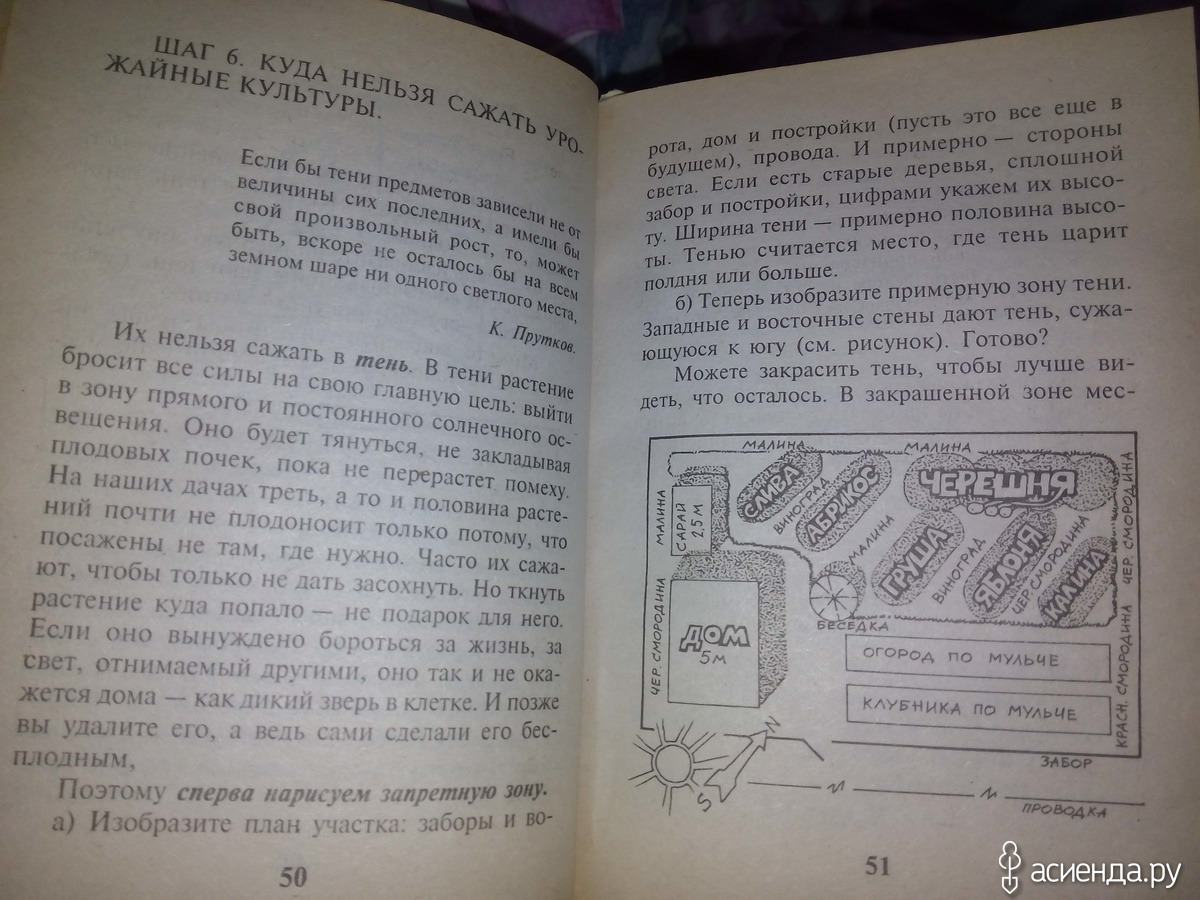 ШАГ 6. КУДА НЕЛЬЗЯ САЖАТЬ УРО-
ЖАЙНЫЕ КУЛЬТУРЫ.
Если бы тени предметов зависели не от
величины сих последних, а имели бы
свой произвольный рост, то, может
быть, вскоре не осталось бы на всем
земном шаре ни одного светлого места,
К. Прутков.
Их нельзя сажать в тень. В тени растение
бросит все силы на свою главную цель: выйти
в зону прямого и постоянного солнечного ос-
вещения. Оно будет тянуться, не закладывая
плодовых почек, пока не перерастет помеху.
На наших дачах треть, а то и половина расте-
ний почти не плодоносит только потому, что
посажены не там, где нужно. Часто их сажа-
ют, чтобы только не дать засохнуть. Но ткнуть
растение куда попало — не подарок для него.
Если оно вынуждено бороться за жизнь, за
свет, отнимаемый другими, оно так и не ока-
жется дома — как дикий зверь в клетке. И позже
вы удалите его, а ведь сами сделали его бес-
плодным,
Поэтому сперва нарисуем запретную зону.
а) Изобразите план участка: заборы и во-
50
рота, дом и постройки (пусть это все еще в
будущем), провода. И примерно — стороны
света. Если есть старые деревья, сплошной
забор и постройки, цифрами укажем их высо-
ту. Ширина тени — примерно половина высо-
ты. Тенью считается место, где тень царит
полдня или больше.
б) Теперь изобразите примерную зону тени.
Западные и восточные стены дают тень, сужа-
ющуюся к югу (см. рисунок). Готово?
Можете закрасить тень, чтобы лучше ви-
деть, что осталось. В закрашенной зоне мес-
МАЛИНА
МАЛИНА
МАЛИНА
САРАЙ
2,5 М
СЛИВА
ВИНОГРАД
АБРИКОС
МАЛИНА
ЧЕРЕШНЯ
ГРУША
ВИНОГРАД
ЯБЛОНЯ
ЧЕР. СМОРОДИНА
КАЛИНА
ЧЕР. СМОРОДИНА
ЧЕР. СМОРОДИНА
ДОМ
5 М
БЕСЕДКА
ОГОРОД ПО МУЛЬЧЕ
КЛУБНИКА ПО МУЛЬЧЕ
КРАСН. СМОРОДИНА
ЗАБОР
N
S
ПРОВОДКА
51
асиенда.ру